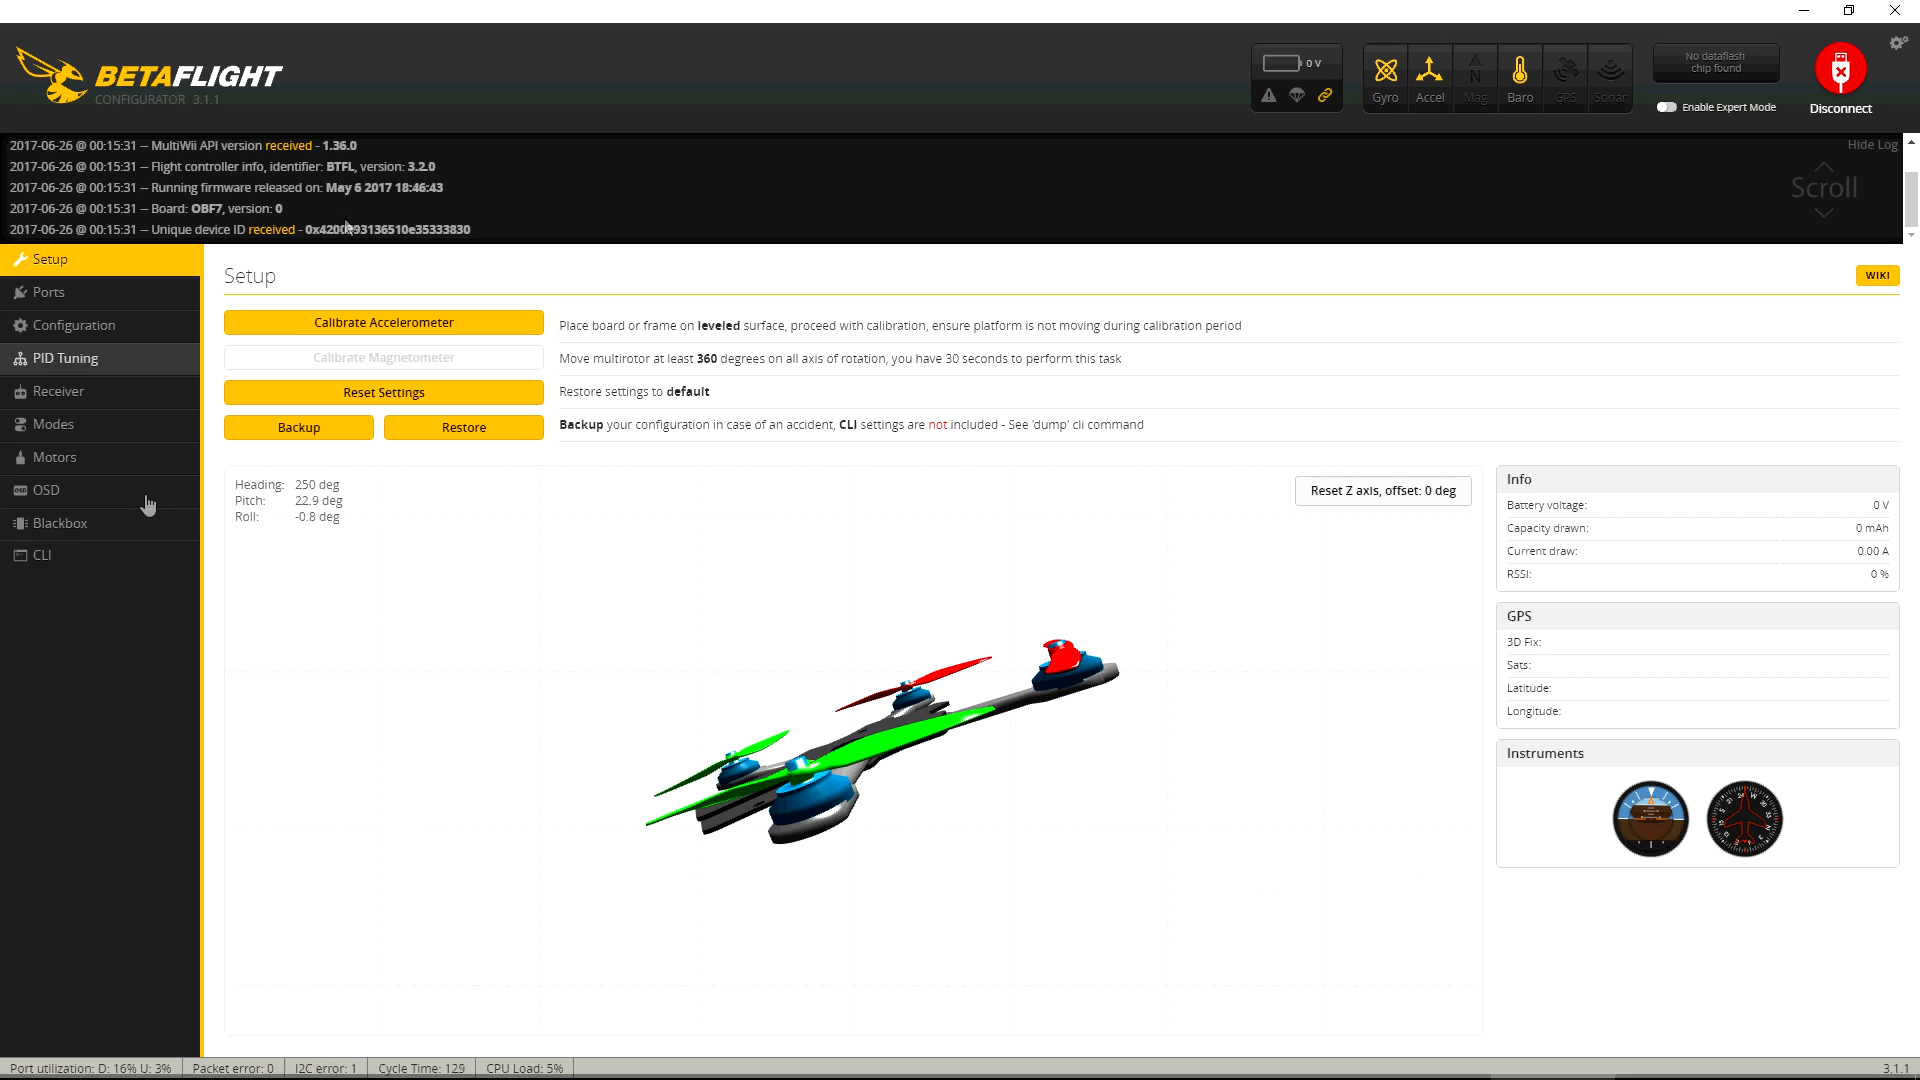 BETAFLIGHT
CONFIGURATOR 3.1.1
0 V
Gyro
Accel
Mag
Baro
GPS
Sonar
No dataflash
chip found
Enable Expert Mode
Disconnect
2017-06-26 @ 00:15:31 -- MultiWii API version received - 1.36.0
2017-06-26 @ 00:15:31 -- Flight controller info, identifier: BTFL, version: 3.2.0
2017-06-26 @ 00:15:31 -- Running firmware released on: May 6 2017 18:46:43
2017-06-26 @ 00:15:31 -- Board: OBF7, version: 0
2017-06-26 @ 00:15:31 -- Unique device ID received -
Hide Log
Scroll
Setup
Ports
Configuration
PID Tuning
Receiver
Modes
Motors
OSD
Blackbox
CLI
Setup
WIKI
Calibrate Accelerometer
Place board or frame on leveled surface, proceed with calibration, ensure platform is not moving during calibration period
Calibrate Magnetometer
Move multirotor at least 360 degrees on all axis of rotation, you have 30 seconds to perform this task
Reset Settings
Restore settings to default
Backup
Restore
Backup your configuration in case of an accident, CLI settings are not included - See 'dump' cli command
Heading: 250 deg
Pitch: 22.9 deg
Roll: -0.8 deg
Reset Z axis, offset: 0 deg
Info
Battery voltage: 0 V
Capacity drawn: 0 mAh
Current draw: 0.00 A
RSSI: 0 %
GPS
3D Fix:
Sats:
Latitude:
Longitude:
Instruments
Port utilization: D: 16% U: 3%
Packet error: 0
I2C error: 1
Cycle Time: 129
CPU Load: 5%
3.1.1